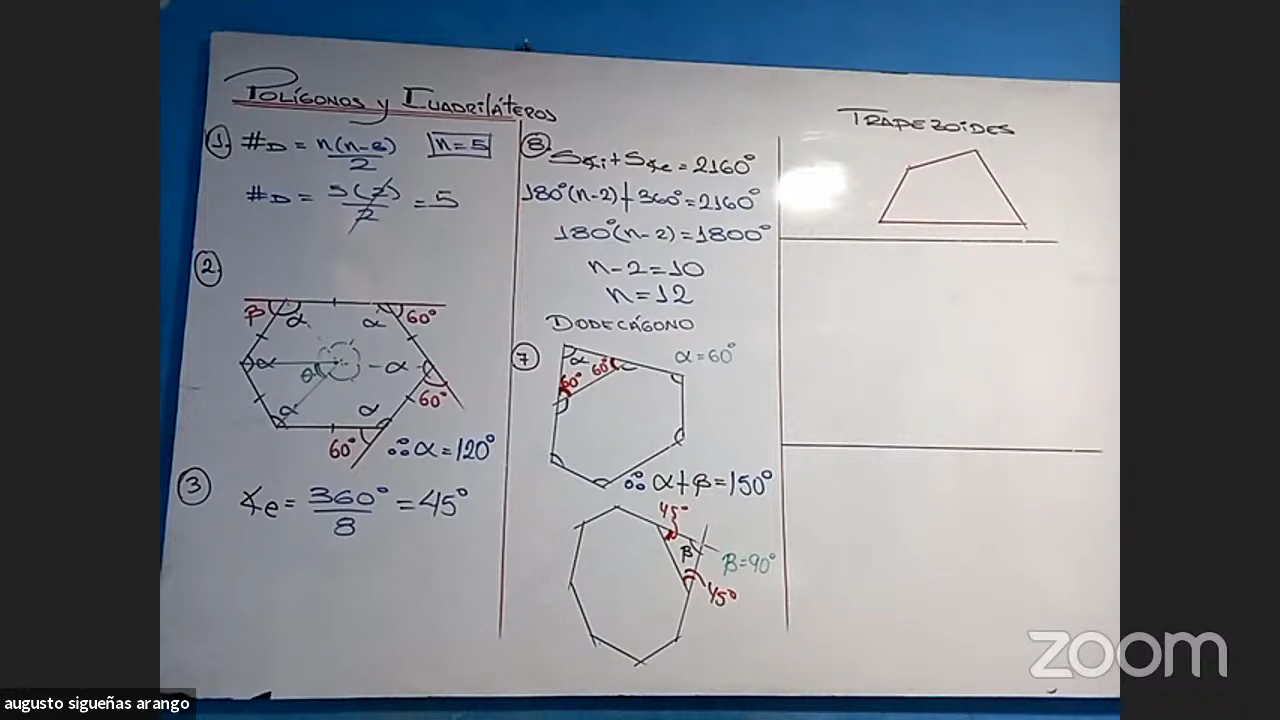 POLÍGONOS y CUADRILÁTEROS
1. #D = n(n-3)/2 n=5
#D = 5(2)/2 = 5
2.
β α α 60°
α θ α
60°
α α
60° ∴ α = 120°
3 ∡e = 360°/8 = 45°
8 S∡i + S∡e = 2160°
180°(n-2) + 360° = 2160°
180°(n-2) = 1800°
n-2 = 10
n = 12
DODECÁGONO
7 α 60° α = 60°
60°
∴ α + β = 150°
45°
β β = 90°
45°
TRAPEZOIDES
zoom
augusto sigueñas arango